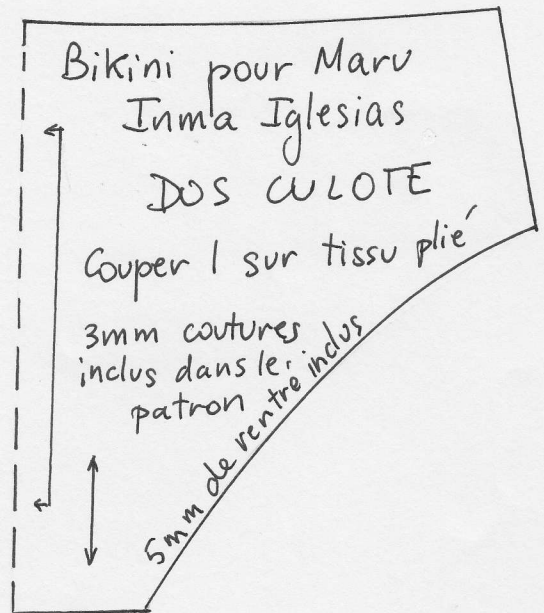 Bikini pour Maru
Inma Iglesias
DOS CULOTE
Couper 1 sur tissu plié
3mm coutures
inclus dans le
patron
5mm de rentré inclus